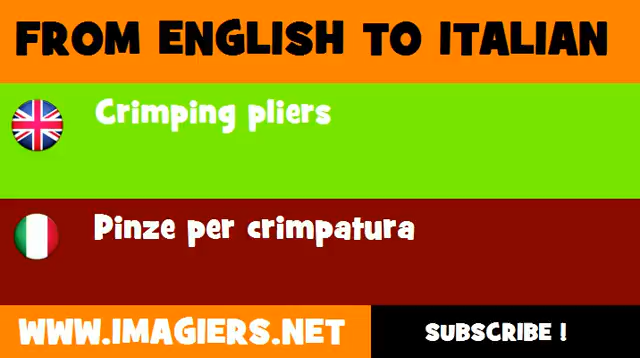 FROM ENGLISH TO ITALIAN
Crimping pliers
Pinze per crimpatura
WWW.IMAGIERS.NET
SUBSCRIBE !